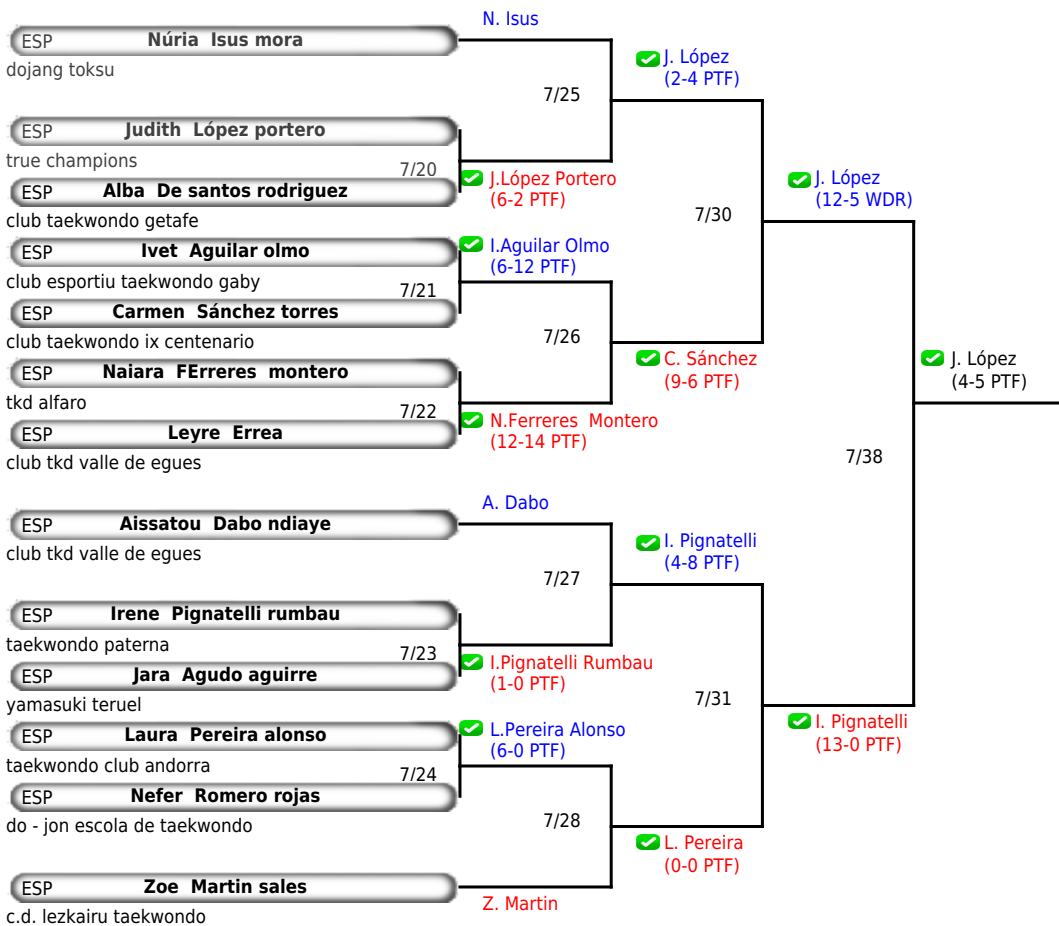 N. Isus
ESP Núria Isus mora
dojang toksu
J. López
(2-4 PTF)
7/25
ESP Judith López portero
true champions
7/20
J.López Portero
(6-2 PTF)
ESP Alba De santos rodriguez
club taekwondo getafe
J. López
(12-5 WDR)
7/30
ESP Ivet Aguilar olmo
I.Aguilar Olmo
(6-12 PTF)
club esportiu taekwondo gaby
7/21
ESP Carmen Sánchez torres
club taekwondo ix centenario
7/26
C. Sánchez
(9-6 PTF)
J. López
(4-5 PTF)
ESP Naiara FErreres montero
tkd alfaro
7/22
N.Ferreres Montero
(12-14 PTF)
ESP Leyre Errea
club tkd valle de egues
7/38
A. Dabo
ESP Aissatou Dabo ndiaye
club tkd valle de egues
I. Pignatelli
(4-8 PTF)
7/27
ESP Irene Pignatelli rumbau
taekwondo paterna
7/23
I.Pignatelli Rumbau
(1-0 PTF)
ESP Jara Agudo aguirre
yamasuki teruel
7/31
I. Pignatelli
(13-0 PTF)
ESP Laura Pereira alonso
L.Pereira Alonso
(6-0 PTF)
taekwondo club andorra
7/24
ESP Nefer Romero rojas
do - jon escola de taekwondo
7/28
L. Pereira
(0-0 PTF)
ESP Zoe Martin sales
Z. Martin
c.d. lezkairu taekwondo